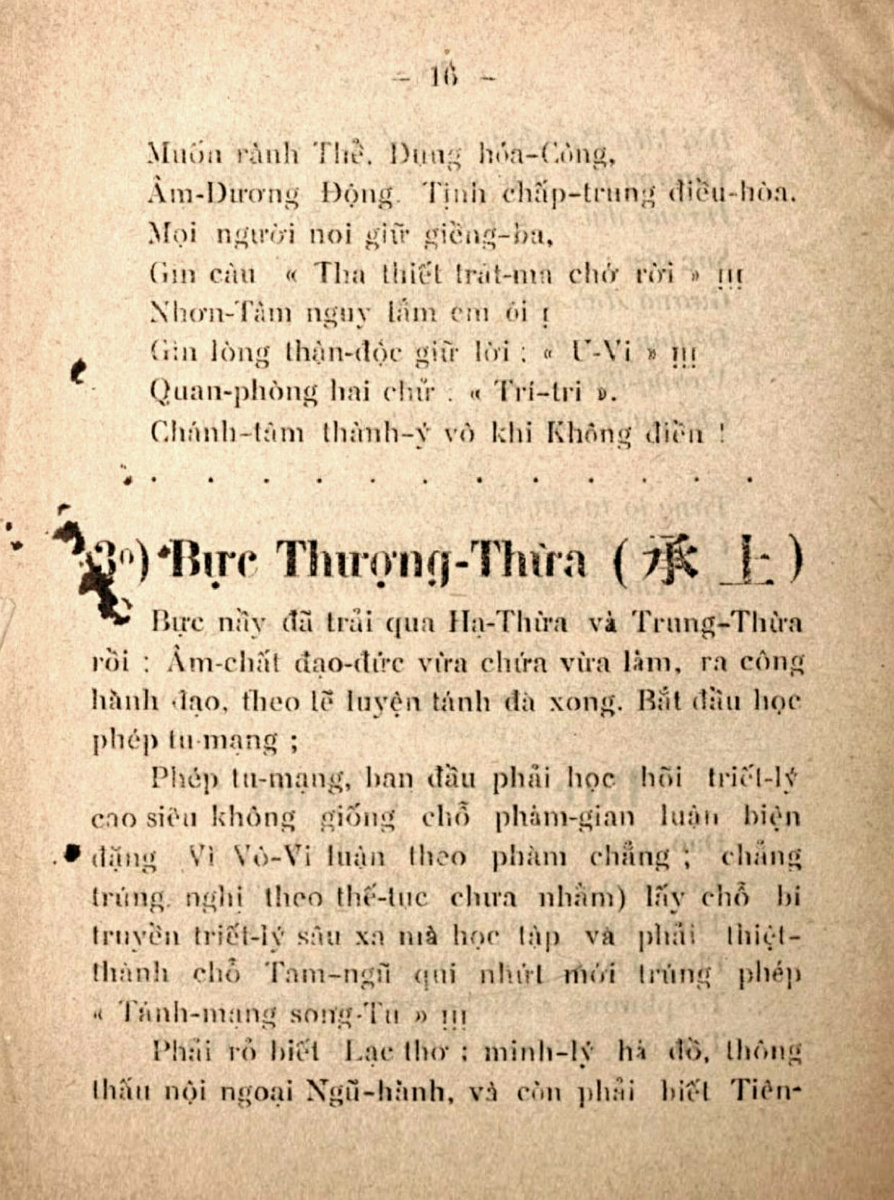 - 16 -
Muốn rành Thể, Dụng hóa-Công,
Âm-Dương Động, Tịnh chấp-trung điều-hòa.
Mọi người noi giữ giềng-ba,
Gin câu « Tha thiết trát-ma chớ rời » !!!
Nhơn-Tâm nguy lắm em ôi !
Gin lòng thận-độc giữ lời : « Ư-Vi » !!!
Quan-phòng hai chữ : « Trí-tri ».
Chánh-tâm thành-ý vô khi Không điền !
. . . . . . . . . . . . .
3º) Bực Thượng-Thừa ( 承 上 )
Bực nầy đã trải qua Hạ-Thừa và Trung-Thừa
rồi : Âm-chất đạo-đức vừa chứa vừa làm, ra công
hành đạo, theo lẽ luyện tánh đã xong. Bắt đầu học
phép tu-mạng ;
Phép tu-mạng, ban đầu phải học hỏi triết-lý
cao siêu không giống chỗ phàm-gian luận biện
đặng Vì Vô-Vi luận theo phàm chẳng ; chẳng
trúng, nghị theo thế-tục chưa nhằm) lấy chỗ bí
truyền triết-lý sâu xa mà học tập và phải thiệt-
thành chỗ Tam-ngũ qui nhứt mới trúng phép
« Tánh-mạng song-Tu » !!!
Phải rỏ biết Lạc thơ ; minh-lý hà đồ, thông
thấu nội ngoại Ngũ-hành, và còn phải biết Tiên-